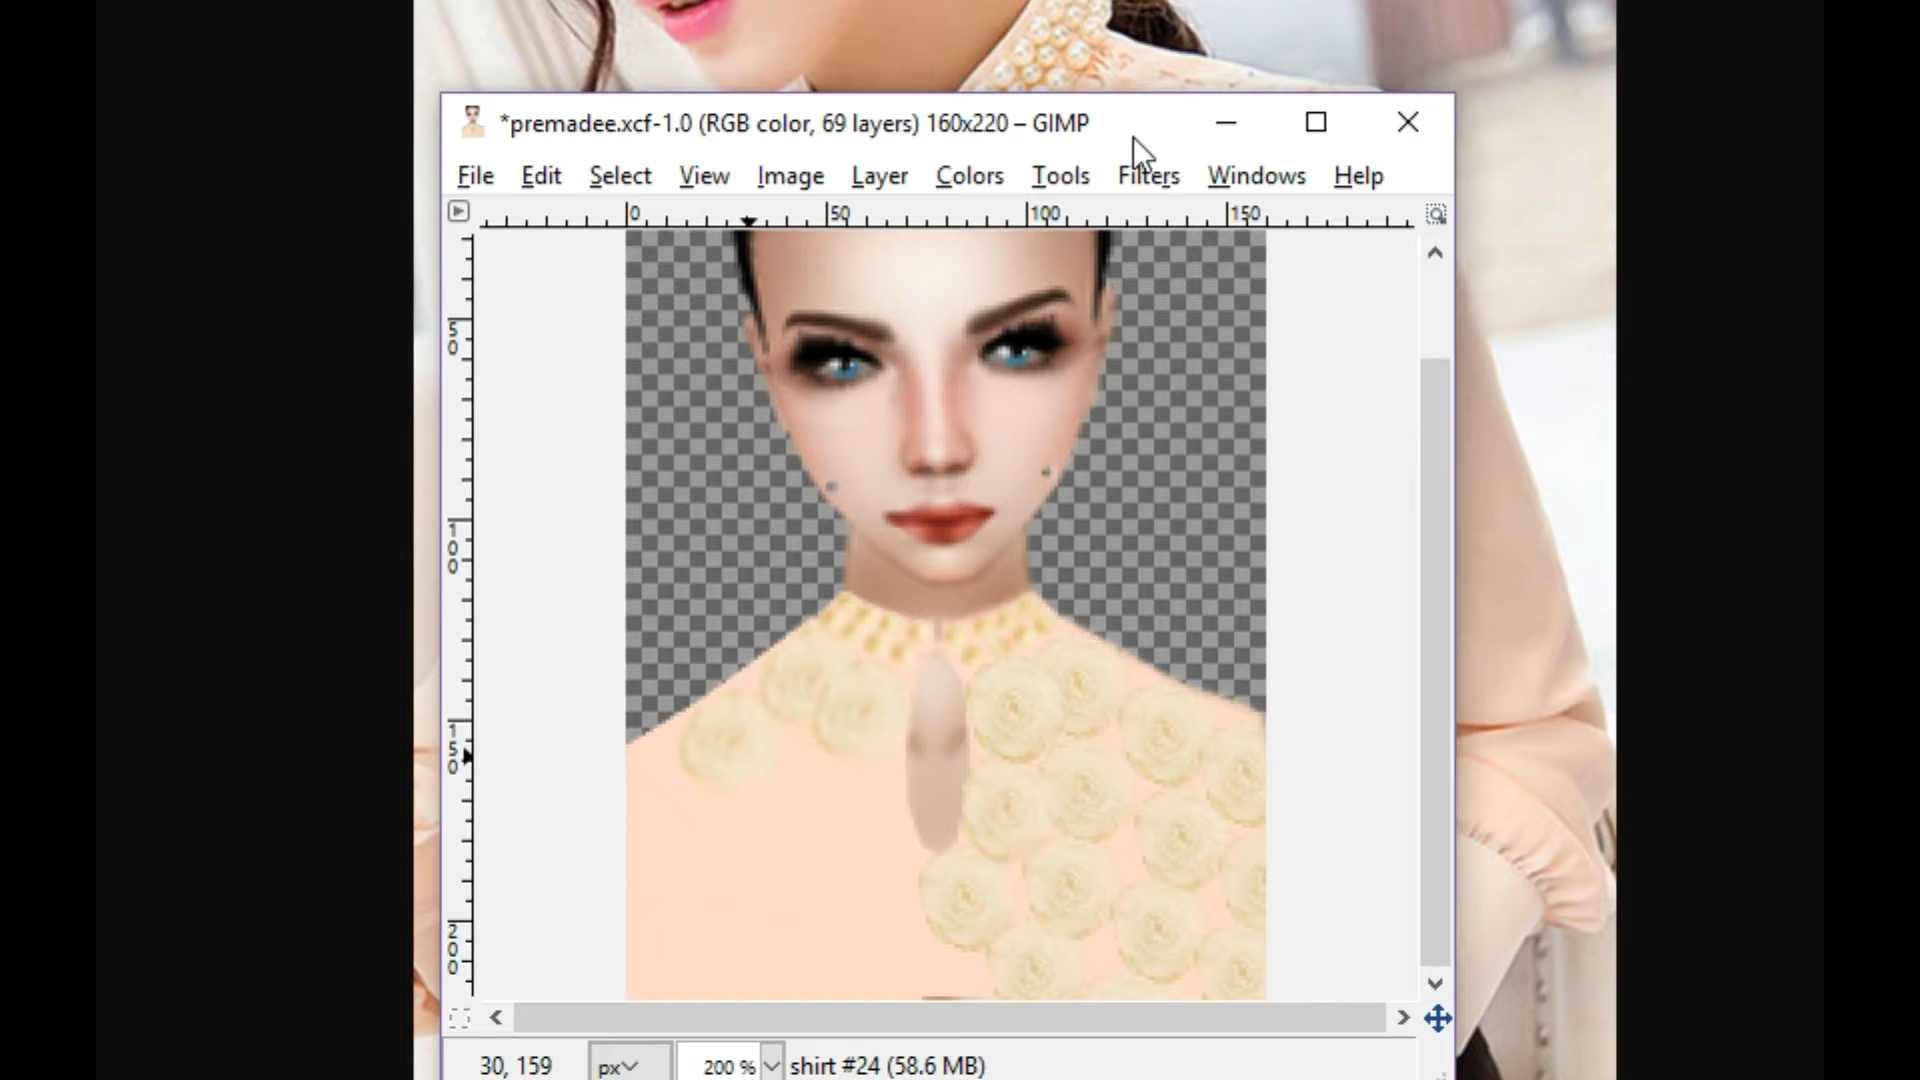 *premadee.xcf-1.0 (RGB color, 69 layers) 160x220 – GIMP
File Edit Select View Image Layer Colors Tools Filters Windows Help
0 50 100 150
50
100
150
200
30, 159 px 200 % shirt #24 (58.6 MB)